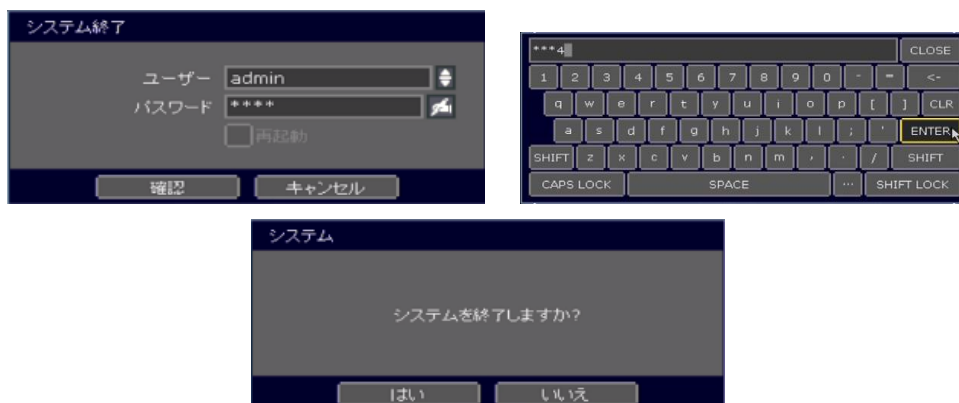 システム終了
ユーザー admin
パスワード ****
再起動
確認 キャンセル
***4 CLOSE
1 2 3 4 5 6 7 8 9 0 - = <-
q w e r t y u i o p [ ] CLR
a s d f g h j k l ; ' ENTER
SHIFT z x c v b n m , . / SHIFT
CAPS LOCK SPACE ... SHIFT LOCK
システム
システムを終了しますか?
はい いいえ